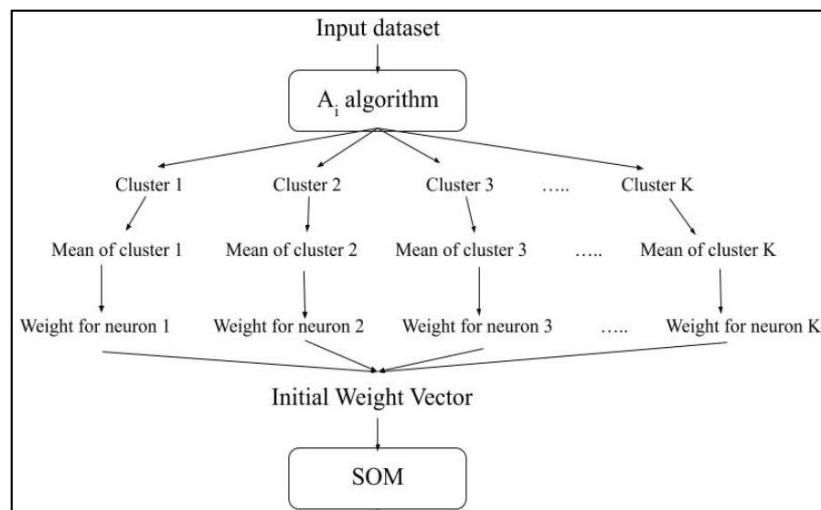 Input dataset
A_i algorithm
Cluster 1 Cluster 2 Cluster 3 ..... Cluster K
Mean of cluster 1 Mean of cluster 2 Mean of cluster 3 ..... Mean of cluster K
Weight for neuron 1 Weight for neuron 2 Weight for neuron 3 ..... Weight for neuron K
Initial Weight Vector
SOM